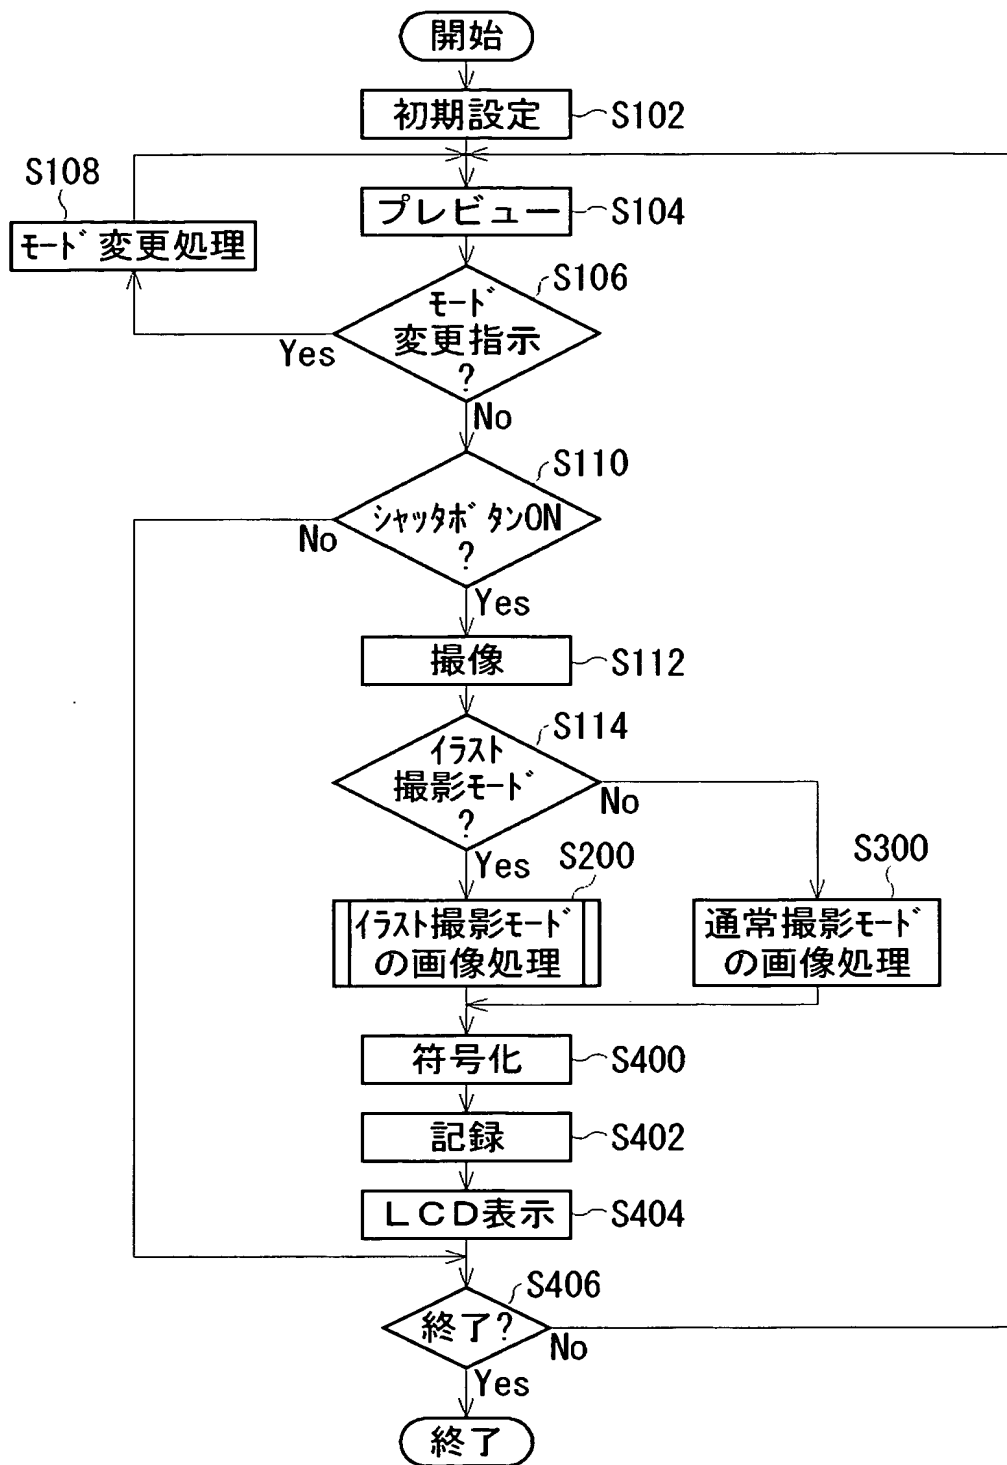 開始
初期設定
S102
S108
プレビュー
S104
ﾓｰﾄﾞ変更処理
S106
ﾓｰﾄﾞ
変更指示
?
Yes
No
S110
ｼｬｯﾀﾎﾞﾀﾝON
?
No
Yes
撮像
S112
S114
ｲﾗｽﾄ
撮影ﾓｰﾄﾞ
?
No
Yes
S200
S300
ｲﾗｽﾄ撮影ﾓｰﾄﾞ
の画像処理
通常撮影ﾓｰﾄﾞ
の画像処理
符号化
S400
記録
S402
ＬＣＤ表示
S404
S406
終了?
No
Yes
終了